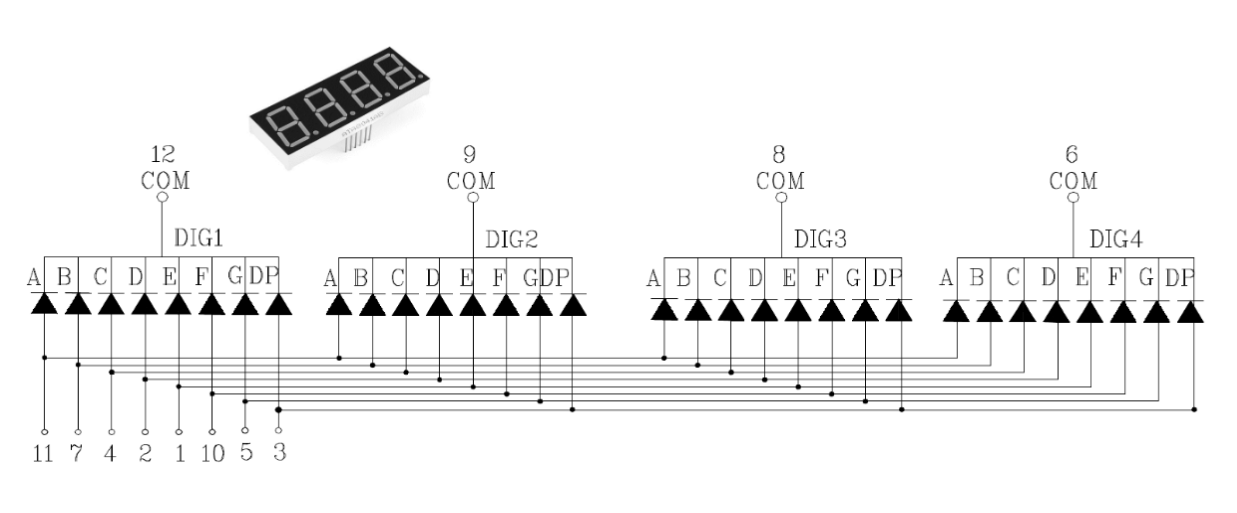 12 9 8 6
COM COM COM COM
DIG1 DIG2 DIG3 DIG4
A B C D E F G DP A B C D E F G DP A B C D E F G DP A B C D E F G DP
11 7 4 2 1 10 5 3